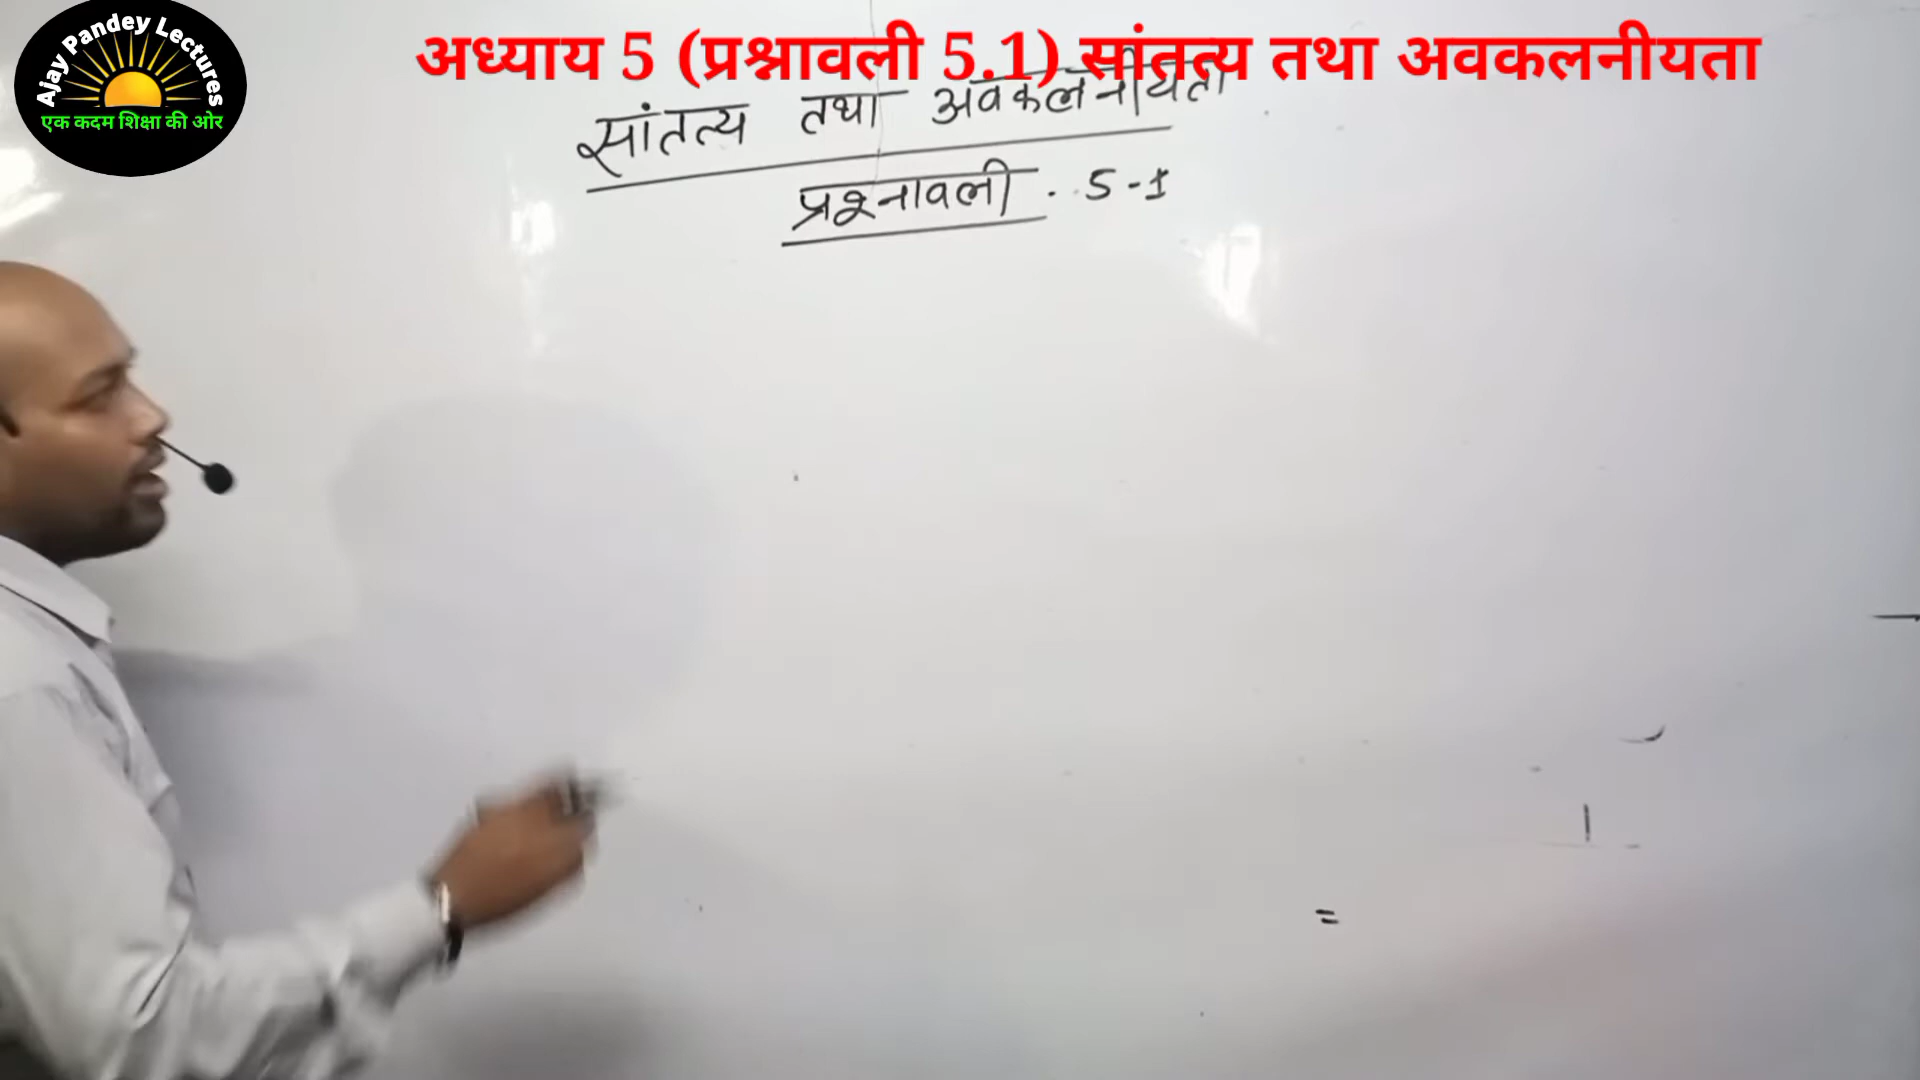 Ajay Pandey Lectures
एक कदम शिक्षा की ओर
अध्याय 5 (प्रश्नावली 5.1) सांतत्य तथा अवकलनीयता
सांतत्य तथा अवकलनीयता
प्रश्नावली . 5-1
=